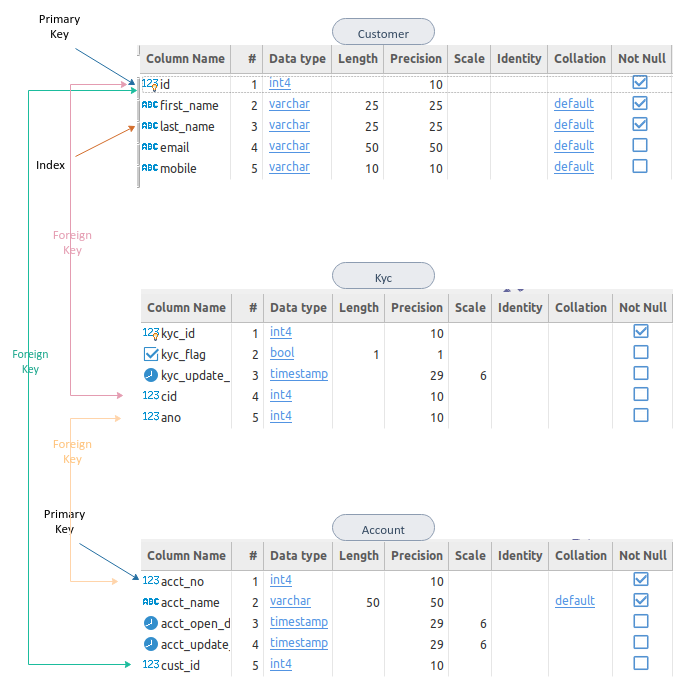 Primary
Key
Customer
Column Name # Data type Length Precision Scale Identity Collation Not Null
123 id 1 int4 10
ABC first_name 2 varchar 25 25 default
ABC last_name 3 varchar 25 25 default
ABC email 4 varchar 50 50 default
ABC mobile 5 varchar 10 10 default
Index
Foreign
Key
Kyc
Column Name # Data type Length Precision Scale Identity Collation Not Null
123 kyc_id 1 int4 10
kyc_flag 2 bool 1 1
kyc_update_ 3 timestamp 29 6
123 cid 4 int4 10
123 ano 5 int4 10
Foreign
Key
Foreign
Key
Primary
Key
Account
Column Name # Data type Length Precision Scale Identity Collation Not Null
123 acct_no 1 int4 10
ABC acct_name 2 varchar 50 50 default
acct_open_d 3 timestamp 29 6
acct_update_ 4 timestamp 29 6
123 cust_id 5 int4 10